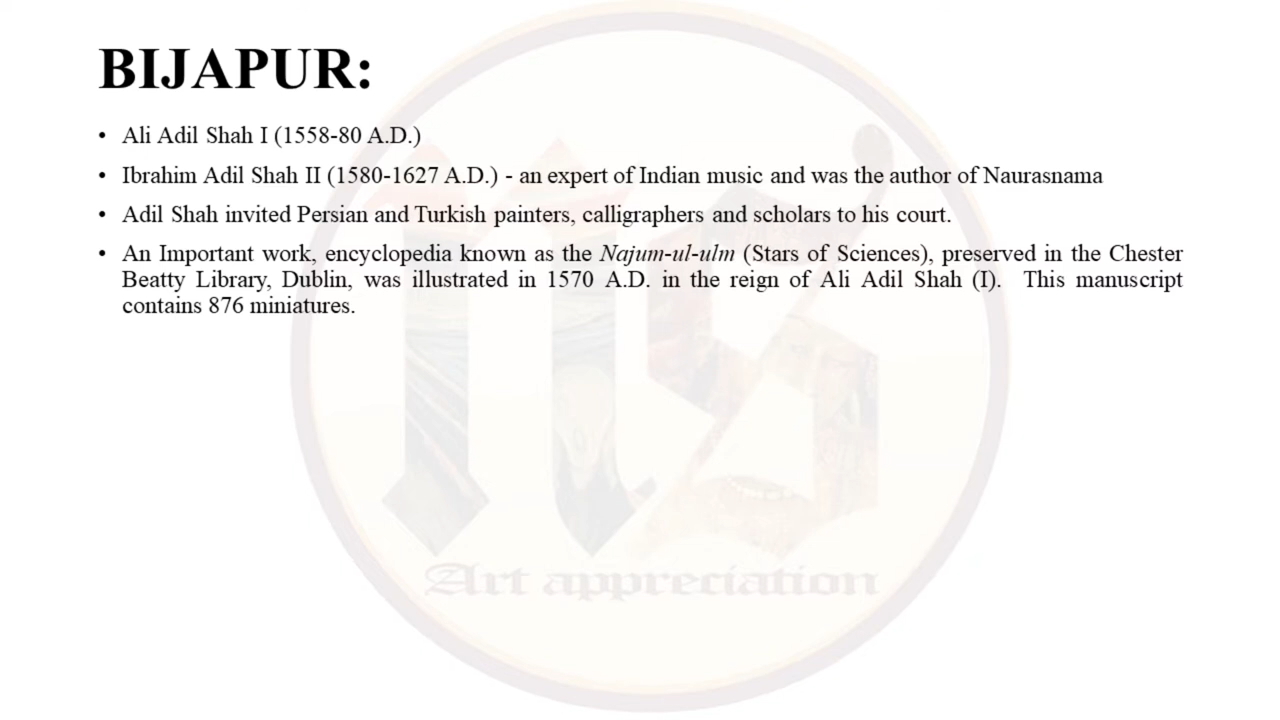 BIJAPUR:
• Ali Adil Shah I (1558-80 A.D.)
• Ibrahim Adil Shah II (1580-1627 A.D.) - an expert of Indian music and was the author of Naurasnama
• Adil Shah invited Persian and Turkish painters, calligraphers and scholars to his court.
• An Important work, encyclopedia known as the Najum-ul-ulm (Stars of Sciences), preserved in the Chester
Beatty Library, Dublin, was illustrated in 1570 A.D. in the reign of Ali Adil Shah (I). This manuscript
contains 876 miniatures.
Art appreciation